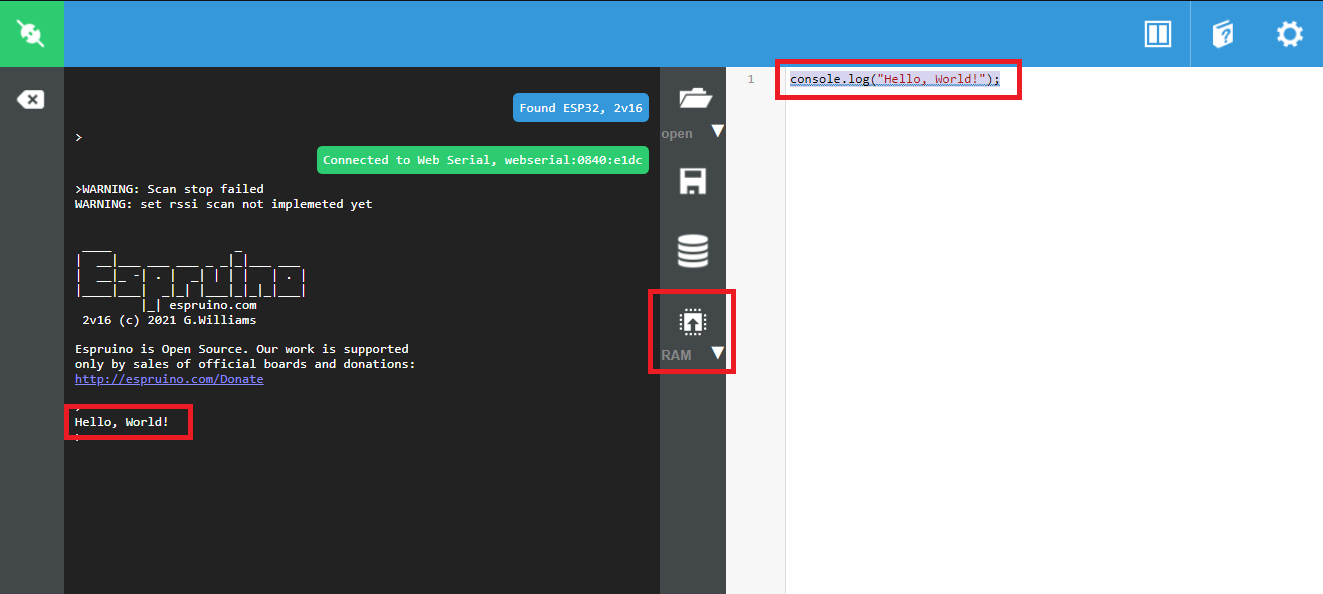 Found ESP32, 2v16
>
Connected to Web Serial, webserial:0840:e1dc
>WARNING: Scan stop failed
WARNING: set rssi scan not implemeted yet
Espruino
espruino.com
2v16 (c) 2021 G.Williams
Espruino is Open Source. Our work is supported
only by sales of official boards and donations:
http://espruino.com/Donate
Hello, World!
open
RAM
1
console.log("Hello, World!");